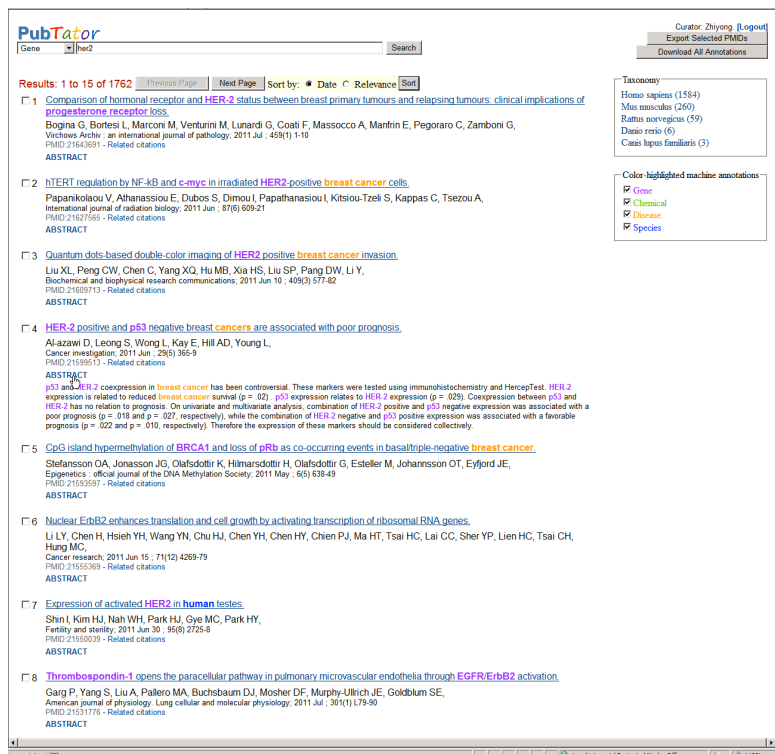 PubTator
Curator: Zhiyong. [Logout]
Gene her2 Search
Export Selected PMIDs
Download All Annotations
Results: 1 to 15 of 1762 Previous Page Next Page Sort by: Date Relevance Sort
Taxonomy
Homo sapiens (1584)
Mus musculus (260)
Rattus norvegicus (59)
Danio rerio (6)
Canis lupus familiaris (3)
Color-highlighted machine annotations
Gene
Chemical
Disease
Species
1 Comparison of hormonal receptor and HER-2 status between breast primary tumours and relapsing tumours: clinical implications of
progesterone receptor loss.
Bogina G, Bortesi L, Marconi M, Venturini M, Lunardi G, Coati F, Massocco A, Manfrin E, Pegoraro C, Zamboni G,
Virchows Archiv : an international journal of pathology; 2011 Jul ; 459(1) 1-10
PMID:21643691 - Related citations
ABSTRACT
2 hTERT regulation by NF-kB and c-myc in irradiated HER2-positive breast cancer cells.
Papanikolaou V, Athanassiou E, Dubos S, Dimou I, Papathanasiou I, Kitsiou-Tzeli S, Kappas C, Tsezou A,
International journal of radiation biology; 2011 Jun ; 87(6) 609-21
PMID:21627565 - Related citations
ABSTRACT
3 Quantum dots-based double-color imaging of HER2 positive breast cancer invasion.
Liu XL, Peng CW, Chen C, Yang XQ, Hu MB, Xia HS, Liu SP, Pang DW, Li Y,
Biochemical and biophysical research communications; 2011 Jun 10 ; 409(3) 577-82
PMID:21609713 - Related citations
ABSTRACT
4 HER-2 positive and p53 negative breast cancers are associated with poor prognosis.
Al-azawi D, Leong S, Wong L, Kay E, Hill AD, Young L,
Cancer investigation; 2011 Jun ; 29(5) 365-9
PMID:21599513 - Related citations
ABSTRACT
p53 and HER-2 coexpression in breast cancer has been controversial. These markers were tested using immunohistochemistry and HercepTest. HER-2
expression is related to reduced breast cancer survival (p = .02) . p53 expression relates to HER-2 expression (p = .029). Coexpression between p53 and
HER-2 has no relation to prognosis. On univariate and multivariate analysis, combination of HER-2 positive and p53 negative expression was associated with a
poor prognosis (p = .018 and p = .027, respectively), while the combination of HER-2 negative and p53 positive expression was associated with a favorable
prognosis (p = .022 and p = .010, respectively). Therefore the expression of these markers should be considered collectively.
5 CpG island hypermethylation of BRCA1 and loss of pRb as co-occurring events in basal/triple-negative breast cancer.
Stefansson OA, Jonasson JG, Olafsdottir K, Hilmarsdottir H, Olafsdottir G, Esteller M, Johannsson OT, Eyfjord JE,
Epigenetics : official journal of the DNA Methylation Society; 2011 May ; 6(5) 638-49
PMID:21593597 - Related citations
ABSTRACT
6 Nuclear ErbB2 enhances translation and cell growth by activating transcription of ribosomal RNA genes.
Li LY, Chen H, Hsieh YH, Wang YN, Chu HJ, Chen YH, Chen HY, Chien PJ, Ma HT, Tsai HC, Lai CC, Sher YP, Lien HC, Tsai CH,
Hung MC,
Cancer research; 2011 Jun 15 ; 71(12) 4269-79
PMID:21555369 - Related citations
ABSTRACT
7 Expression of activated HER2 in human testes.
Shin I, Kim HJ, Nah WH, Park HJ, Gye MC, Park HY,
Fertility and sterility; 2011 Jun 30 ; 95(8) 2725-8
PMID:21550039 - Related citations
ABSTRACT
8 Thrombospondin-1 opens the paracellular pathway in pulmonary microvascular endothelia through EGFR/ErbB2 activation.
Garg P, Yang S, Liu A, Pallero MA, Buchsbaum DJ, Mosher DF, Murphy-Ullrich JE, Goldblum SE,
American journal of physiology. Lung cellular and molecular physiology; 2011 Jul ; 301(1) L79-90
PMID:21531776 - Related citations
ABSTRACT